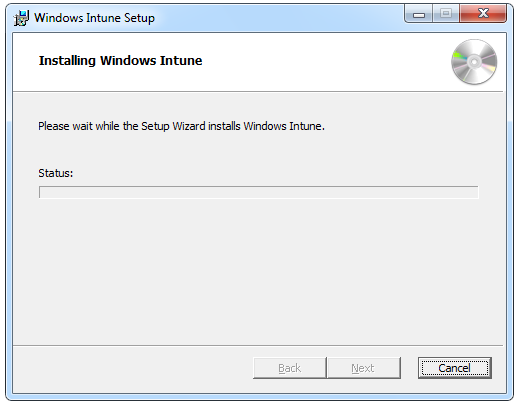 Windows Intune Setup
Installing Windows Intune
Please wait while the Setup Wizard installs Windows Intune.
Status:
Back
Next
Cancel